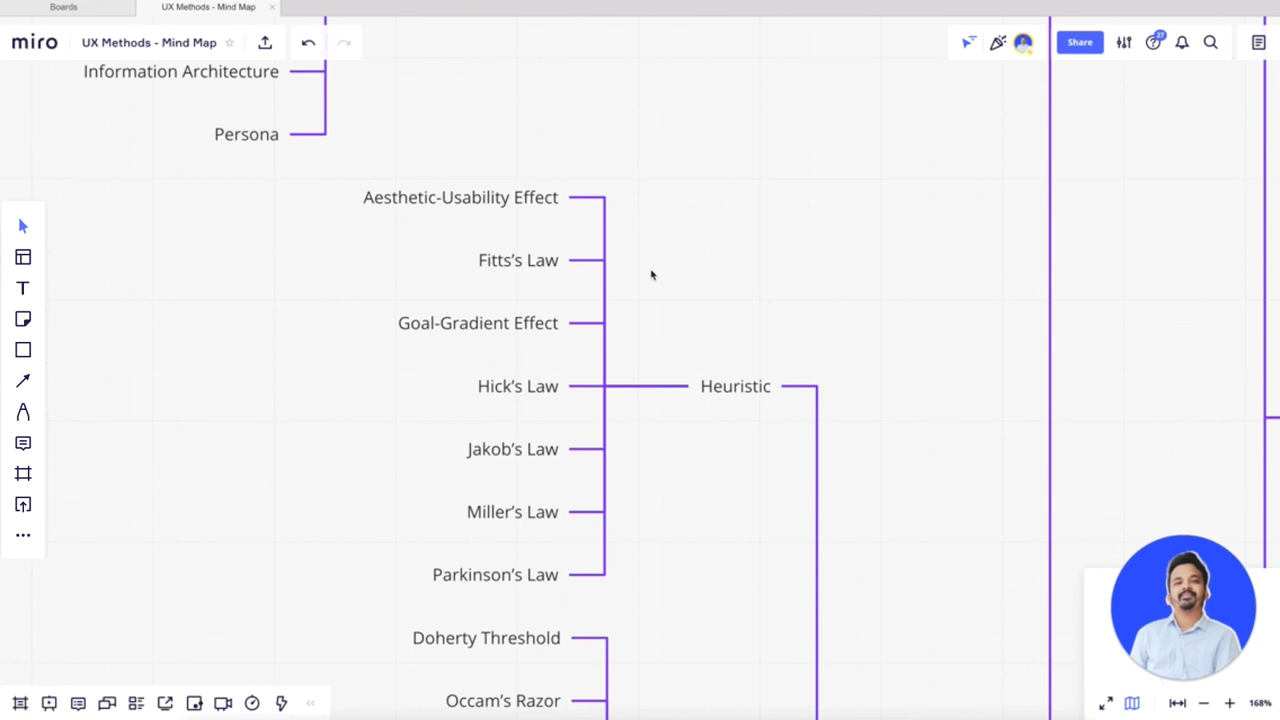 Boards
UX Methods - Mind Map
miro
UX Methods - Mind Map
Share
27
Information Architecture
Persona
Aesthetic-Usability Effect
Fitts’s Law
Goal-Gradient Effect
Hick’s Law
Heuristic
Jakob’s Law
Miller’s Law
Parkinson’s Law
Doherty Threshold
Occam’s Razor
168%